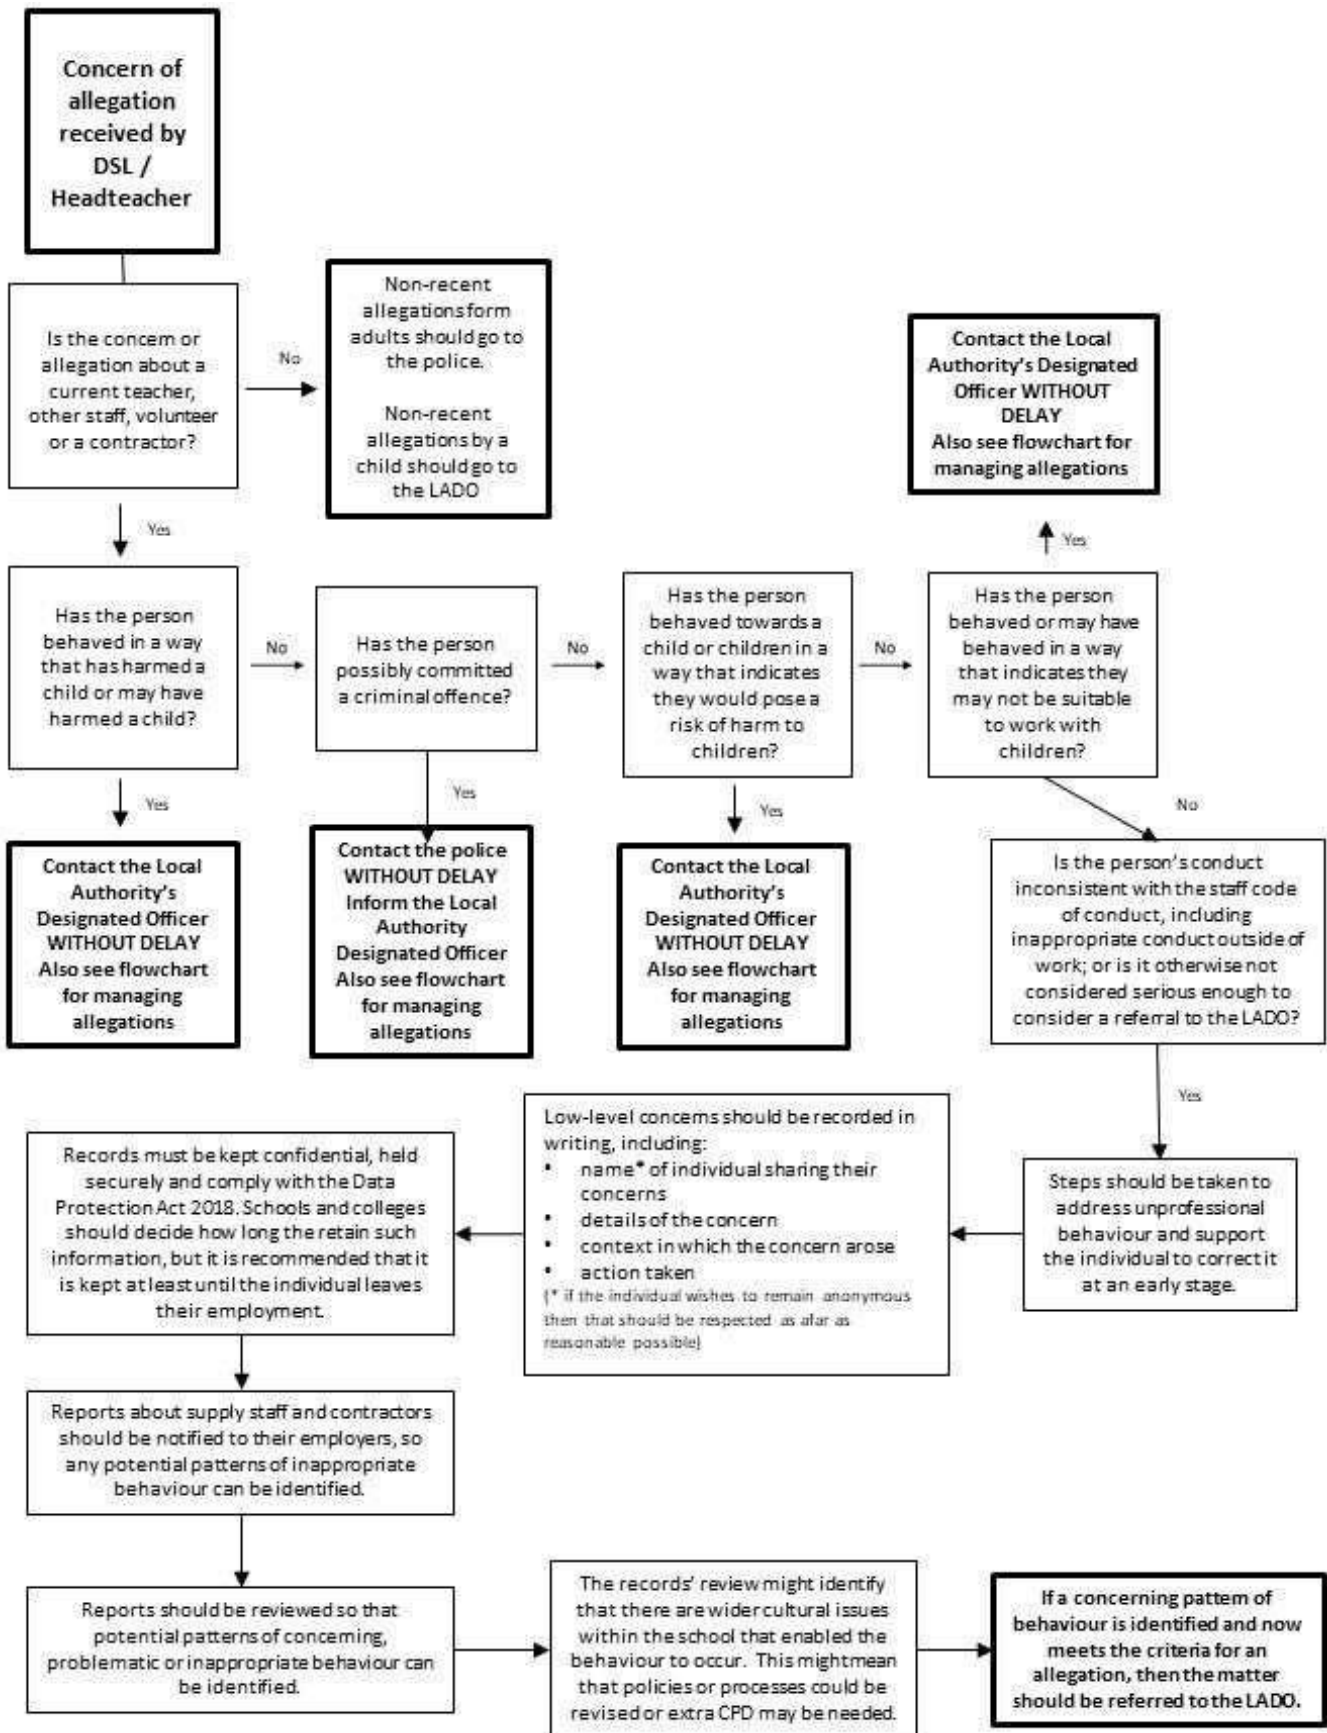 Concern of
allegation
received by
DSL /
Headteacher
Is the concern or
allegation about a
current teacher,
other staff, volunteer
or a contractor?
No
Non-recent
allegations form
adults should go to
the police.
Non-recent
allegations by a
child should go to
the LADO
Contact the Local
Authority's Designated
Officer WITHOUT
DELAY
Also see flowchart for
managing allegations
Yes
Yes
Has the person
behaved in a way
that has harmed a
child or may have
harmed a child?
No
Has the person
possibly committed
a criminal offence?
No
Has the person
behaved towards a
child or children in a
way that indicates
they would pose a
risk of harm to
children?
No
Has the person
behaved or may have
behaved in a way
that indicates they
may not be suitable
to work with
children?
Yes
Yes
Yes
No
Contact the Local
Authority's
Designated Officer
WITHOUT DELAY
Also see flowchart
for managing
allegations
Contact the police
WITHOUT DELAY
Inform the Local
Authority
Designated Officer
Also see flowchart
for managing
allegations
Contact the Local
Authority's
Designated Officer
WITHOUT DELAY
Also see flowchart
for managing
allegations
Is the person's conduct
inconsistent with the staff code
of conduct, including
inappropriate conduct outside of
work; or is it otherwise not
considered serious enough to
consider a referral to the LADO?
Yes
Steps should be taken to
address unprofessional
behaviour and support
the individual to correct it
at an early stage.
Low-level concerns should be recorded in
writing, including:
• name* of individual sharing their
concerns
• details of the concern
• context in which the concern arose
• action taken
(* if the individual wishes to remain anonymous
then that should be respected as afar as
reasonable possible)
Records must be kept confidential, held
securely and comply with the Data
Protection Act 2018. Schools and colleges
should decide how long the retain such
information, but it is recommended that it
is kept at least until the individual leaves
their employment.
Reports about supply staff and contractors
should be notified to their employers, so
any potential patterns of inappropriate
behaviour can be identified.
Reports should be reviewed so that
potential patterns of concerning,
problematic or inappropriate behaviour can
be identified.
The records' review might identify
that there are wider cultural issues
within the school that enabled the
behaviour to occur. This might mean
that policies or processes could be
revised or extra CPD may be needed.
If a concerning pattern of
behaviour is identified and now
meets the criteria for an
allegation, then the matter
should be referred to the LADO.